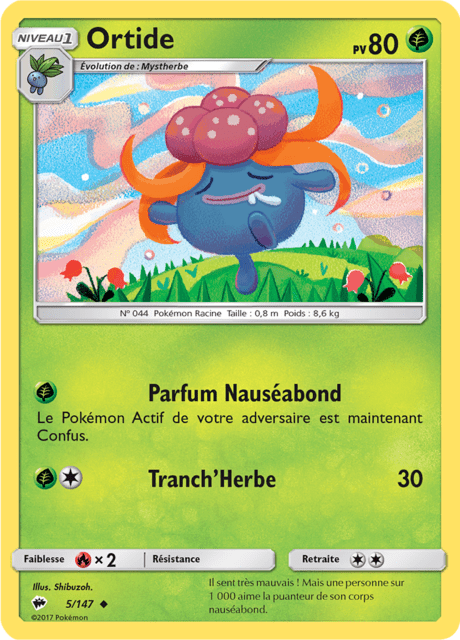 NIVEAU 1 Ortide PV 80
Évolution de : Mystherbe
N° 044 Pokémon Racine Taille : 0,8 m Poids : 8,6 kg
Parfum Nauséabond
Le Pokémon Actif de votre adversaire est maintenant
Confus.
Tranch'Herbe 30
Faiblesse × 2 Résistance Retraite
Illus. Shibuzoh.
5/147
©2017 Pokémon
Il sent très mauvais ! Mais une personne sur
1 000 aime la puanteur de son corps
nauséabond.